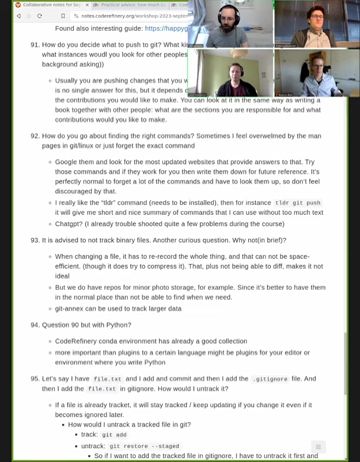 Collaborative notes for
Practice advice: how much Git
notes.coderefinery.org/workshop-2023-septem
Found also interesting guide: https://happyg
91. How do you decide what to push to git? What ki
what instances would you look for other peoples
background asking))
Usually you are pushing changes that you w
is no single answer for this, but it depends o
the contributions you would like to make. You can look at it in the same way as writing a
book together with other people: what are the sections you are responsible for and what
contributions would you like to make.
92. How do you go about finding the right commands? Sometimes I feel overwhelmed by the man
pages in git/linux or just forget the exact command
Google them and look for the most updated websites that provide answers to that. Try
those commands and if they work for you then write them down for future reference. It's
perfectly normal to forget a lot of the commands and have to look them up, so don't feel
discouraged by that.
I really like the "tldr" command (needs to be installed), then for instance tldr git push
it will give me short and nice summary of commands that I can use without too much text
Chatgpt? (I already trouble shooted quite a few problems during the course)
93. It is advised to not track binary files. Another curious question. Why not(in brief)?
When changing a file, it has to re-record the whole thing, and that can not be space-
efficient. (though it does try to compress it). That, plus not being able to diff, makes it not
ideal
But we do have repos for minor photo storage, for example. Since it's better to have them
in the normal place than not be able to find when we need.
git-annex can be used to track larger data
94. Question 90 but with Python?
CodeRefinery conda environment has already a good collection
more important than plugins to a certain language might be plugins for your editor or
environment where you write Python
95. Let's say I have file.txt and I add and commit and then I add the .gitignore file. And
then I add the file.txt in gitignore. How would I untrack it?
If a file is already tracket, it will stay tracked / keep updating if you change it even if it
becomes ignored later.
How would I untrack a tracked file in git?
track: git add
untrack: git restore --staged
So if I want to add the tracked file in gitignore, I have to untrack it first and